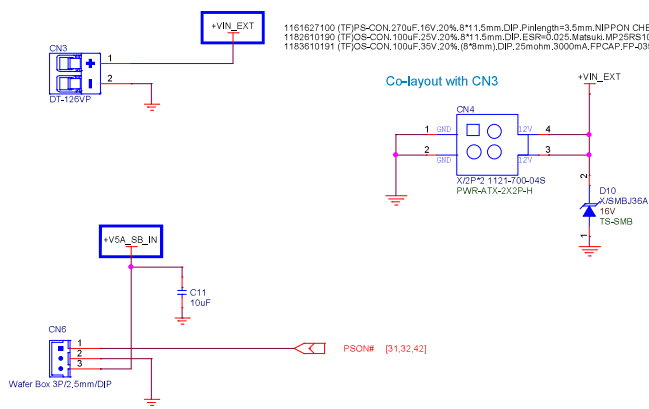 +VIN_EXT
1161627100 (TF)PS-CON.270uF.16V.20%.8*11.5mm.DIP.Pinlength=3.5mm.NIPPON CHE
1182610190 (TF)OS-CON.100uF.25V.20%.8*11.5mm.DIP.ESR=0.025.Matsuki.MP25RS10
1183610191 (TF)OS-CON.100uF.35V.20%.(8*8mm).DIP.25mohm.3000mA.FPCAP.FP-035
CN3
1
2
+
-
DT-126VP
Co-layout with CN3
+VIN_EXT
CN4
1 GND 12V 4
2 GND 12V 3
X/2P*2 1121-700-04S
PWR-ATX-2X2P-H
2
D10
X/SMBJ36A
16V
TS-SMB
1
+V5A_SB_IN
C11
10uF
CN6
1
2
3
PSON# [31,32,42]
Wafer Box 3P/2,5mm/DIP